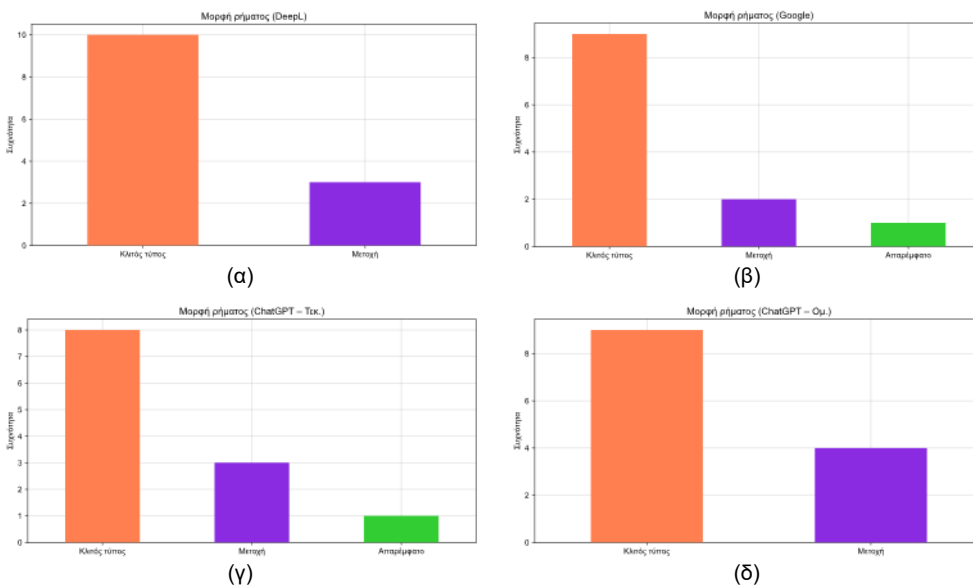 Μορφή ρήματος (DeepL)
Συχνότητα
10
8
6
4
2
0
Κλιτός τύπος Μετοχή
(α)
Μορφή ρήματος (Google)
Συχνότητα
8
6
4
2
0
Κλιτός τύπος Μετοχή Απαρέμφατο
(β)
Μορφή ρήματος (ChatGPT – Τεκ.)
Συχνότητα
8
7
6
5
4
3
2
1
0
Κλιτός τύπος Μετοχή Απαρέμφατο
(γ)
Μορφή ρήματος (ChatGPT – Ομ.)
Συχνότητα
8
6
4
2
0
Κλιτός τύπος Μετοχή
(δ)